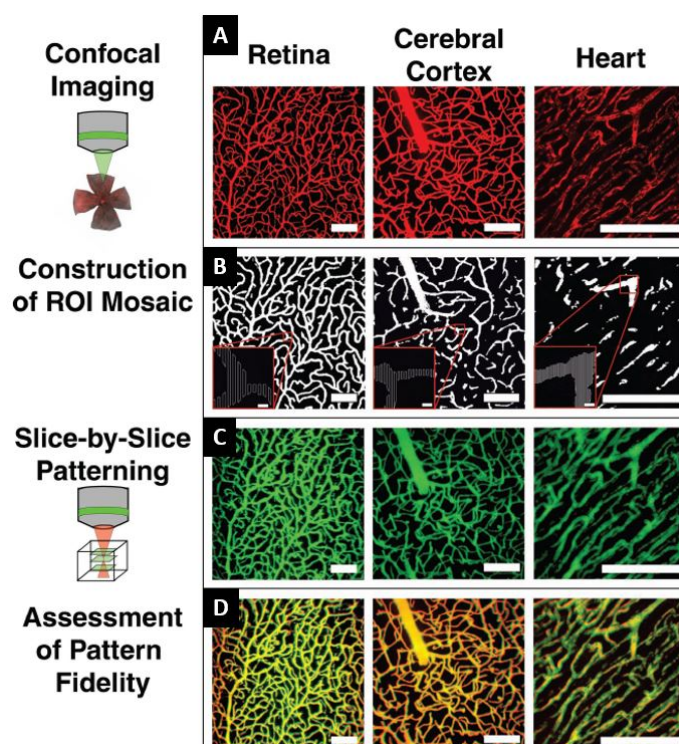 Confocal
Imaging
A
Retina
Cerebral
Cortex
Heart
Construction
of ROI Mosaic
B
Slice-by-Slice
Patterning
C
Assessment
of Pattern
Fidelity
D